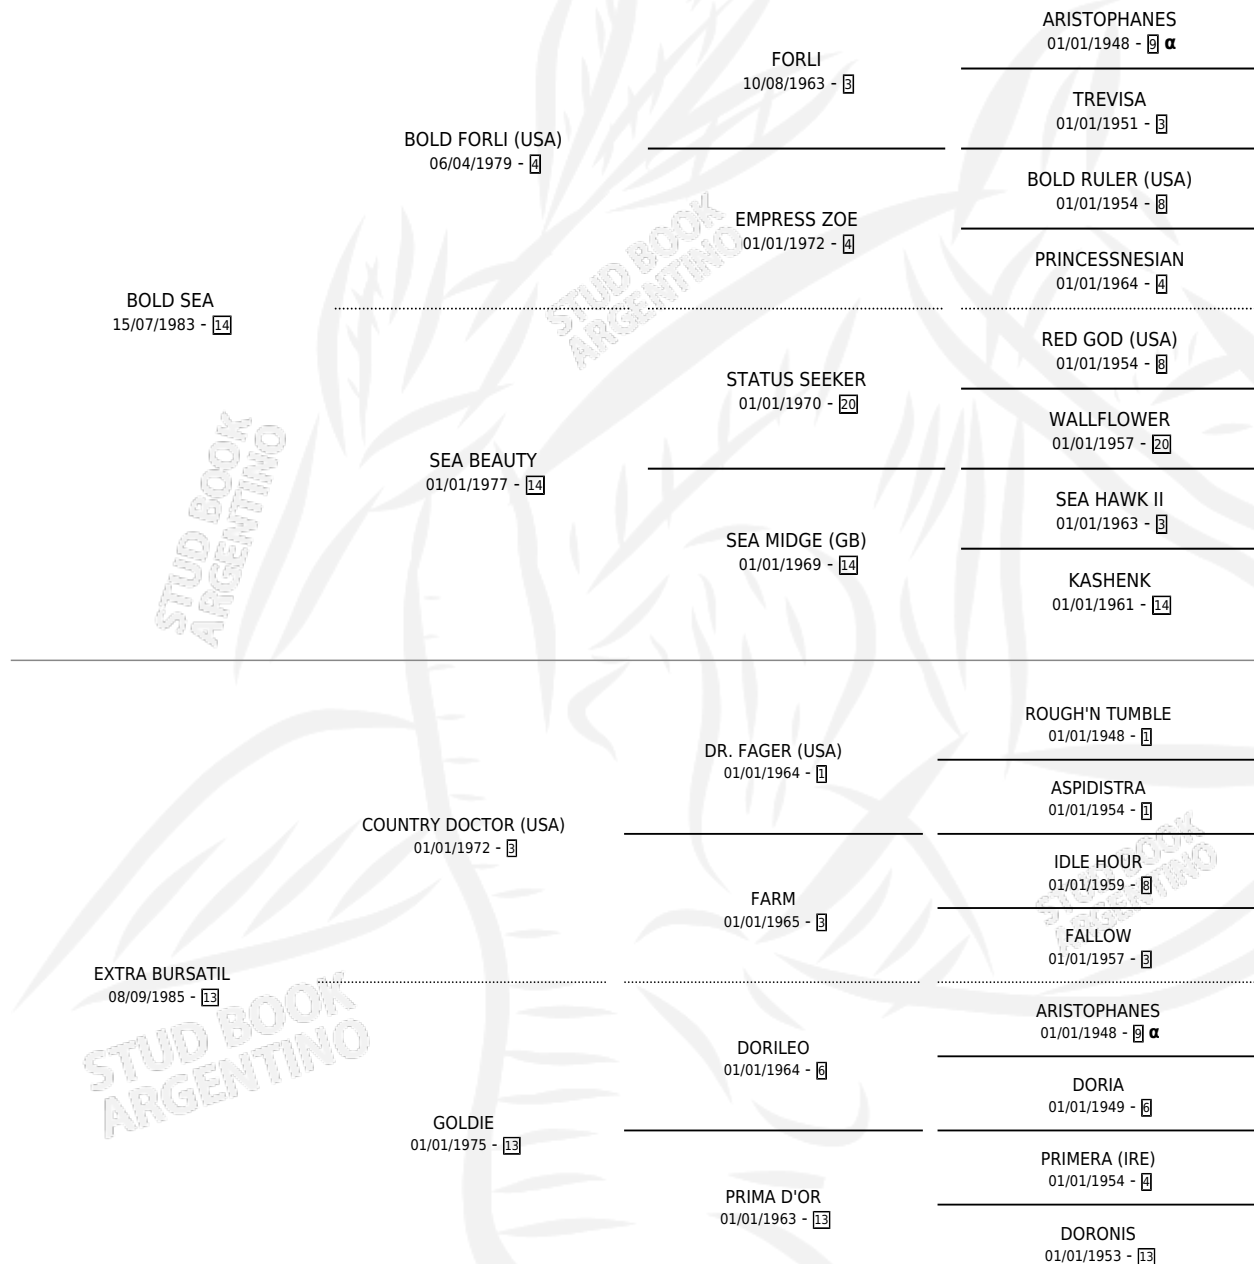 ARISTOPHANES
01/01/1948 - 9 α
FORLI
10/08/1963 - 3
TREVISA
01/01/1951 - 3
BOLD FORLI (USA)
06/04/1979 - 4
BOLD RULER (USA)
01/01/1954 - 8
EMPRESS ZOE
01/01/1972 - 4
PRINCESSNESIAN
01/01/1964 - 4
BOLD SEA
15/07/1983 - 14
RED GOD (USA)
01/01/1954 - 8
STATUS SEEKER
01/01/1970 - 20
WALLFLOWER
01/01/1957 - 20
SEA BEAUTY
01/01/1977 - 14
SEA HAWK II
01/01/1963 - 3
SEA MIDGE (GB)
01/01/1969 - 14
KASHENK
01/01/1961 - 14
STUD BOOK
ARGENTINO
STUD BOOK
ARGENTINO
ROUGH'N TUMBLE
01/01/1948 - 1
DR. FAGER (USA)
01/01/1964 - 1
ASPIDISTRA
01/01/1954 - 1
COUNTRY DOCTOR (USA)
01/01/1972 - 3
IDLE HOUR
01/01/1959 - 8
FARM
01/01/1965 - 3
FALLOW
01/01/1957 - 3
EXTRA BURSATIL
08/09/1985 - 13
ARISTOPHANES
01/01/1948 - 9 α
DORILEO
01/01/1964 - 6
DORIA
01/01/1949 - 6
GOLDIE
01/01/1975 - 13
PRIMERA (IRE)
01/01/1954 - 4
PRIMA D'OR
01/01/1963 - 13
DORONIS
01/01/1953 - 13
STUD BOOK
ARGENTINO
STUD BOOK
ARGENTINO